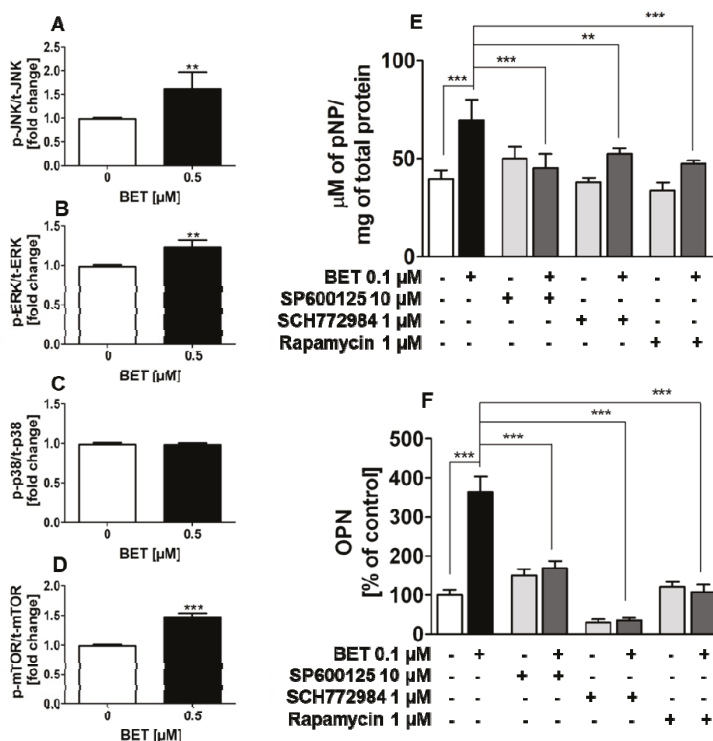 A
p-JNK/t-JNK
[fold change]
2.5
2.0
1.5
1.0
0.5
0.0
**
0
0.5
BET [µM]
B
p-ERK/t-ERK
[fold change]
1.5
1.0
0.5
0.0
**
0
0.5
BET [µM]
C
p-p38/t-p38
[fold change]
1.5
1.0
0.5
0.0
0
0.5
BET [µM]
D
p-mTOR/t-mTOR
[fold change]
2.0
1.5
1.0
0.5
0.0
***
0
0.5
BET [µM]
E
µM of pNP/
mg of total protein
100
50
0
***
**
***
***
BET 0.1 µM - + - + - + - +
SP600125 10 µM - - + + - - - -
SCH772984 1 µM - - - - + + - -
Rapamycin 1 µM - - - - - - + +
F
OPN
[% of control]
500
400
300
200
100
0
***
***
***
***
BET 0.1 µM - + - + - + - +
SP600125 10 µM - - + + - - - -
SCH772984 1 µM - - - - + + - -
Rapamycin 1 µM - - - - - - + +